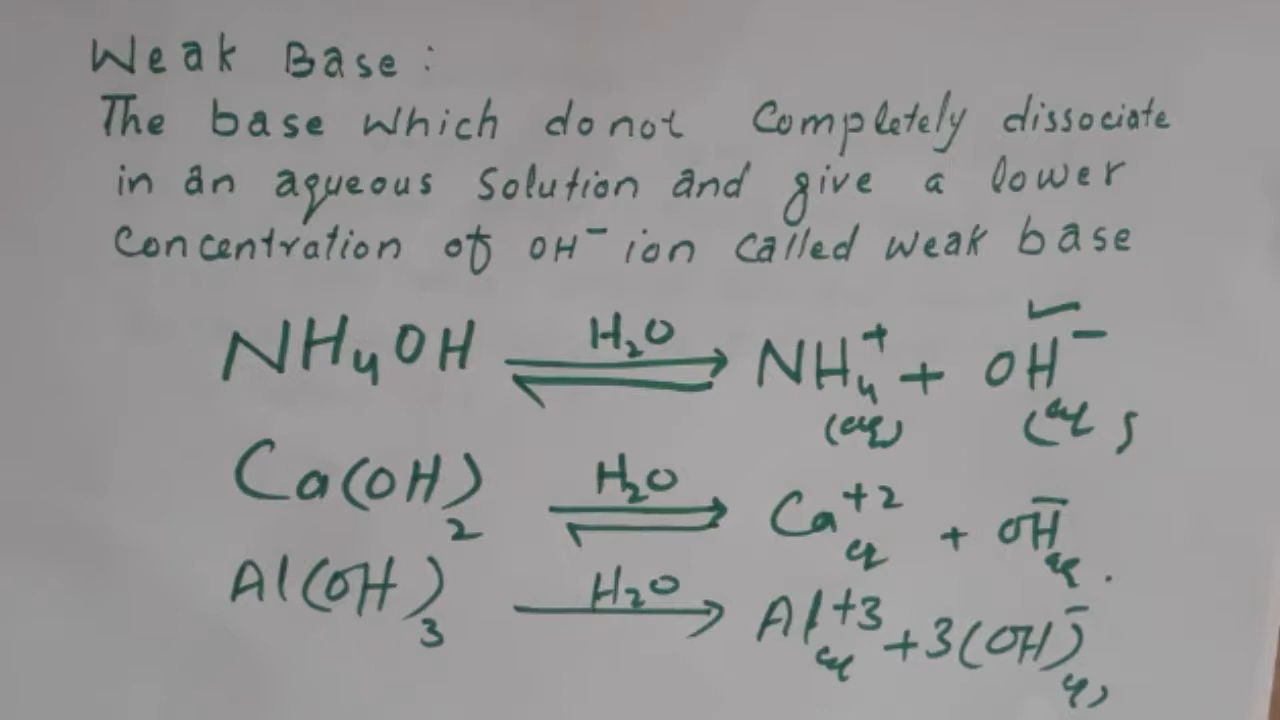 Weak Base:
The base which donot Completely dissociate
in an aqueous Solution and give a lower
Concentration of OH⁻ ion Called weak base
NH₄OH ⇌ H₂O NH₄⁺ (aq) + OH⁻ (aq)
Ca(OH)₂ ⇌ H₂O Ca⁺² aq + OH⁻ aq.
Al(OH)₃ → H₂O Al⁺³ aq + 3(OH)⁻ aq